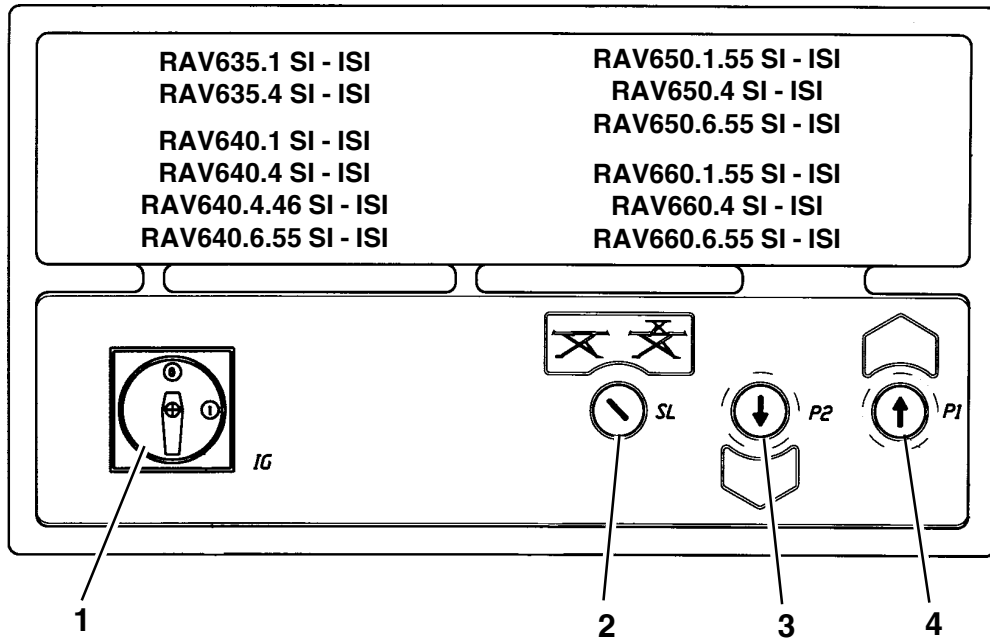 RAV635.1 SI - ISI
RAV635.4 SI - ISI
RAV640.1 SI - ISI
RAV640.4 SI - ISI
RAV640.4.46 SI - ISI
RAV640.6.55 SI - ISI
RAV650.1.55 SI - ISI
RAV650.4 SI - ISI
RAV650.6.55 SI - ISI
RAV660.1.55 SI - ISI
RAV660.4 SI - ISI
RAV660.6.55 SI - ISI
I
IG
SL
P2
P1
1
2
3
4